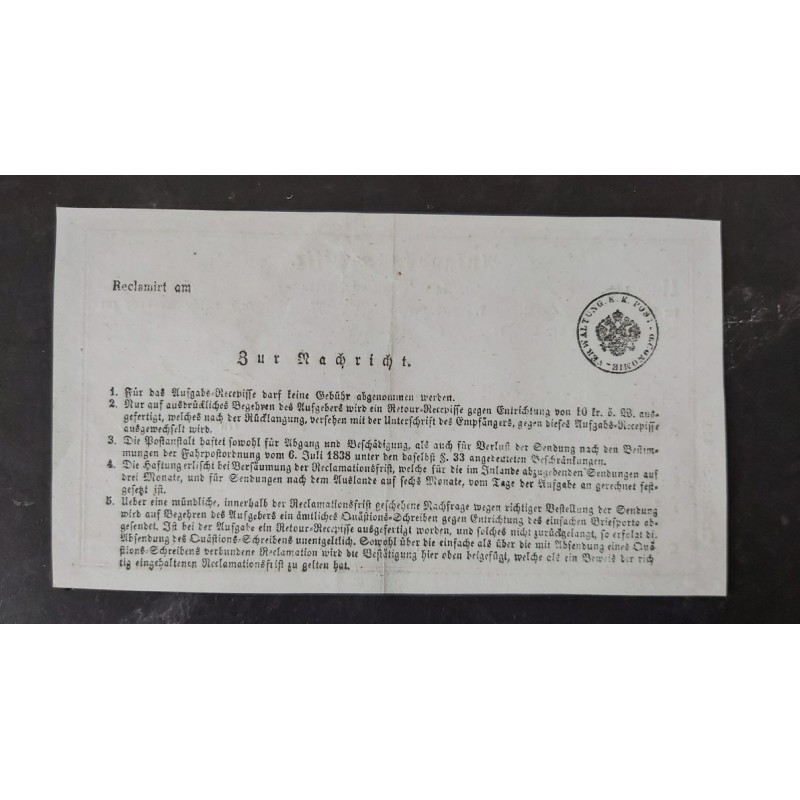 Reclamirt am
VERWALTUNG. K. K. POST-OECONOMIE-
Zur Nachricht.
1. Für das Aufgabs-Recepisse darf keine Gebühr abgenommen werden.
2. Nur auf ausdrückliches Begehren des Aufgebers wird ein Retour-Recepisse gegen Entrichtung von 10 kr. ö. W. aus-
gefertigt, welches nach der Rücklangung, versehen mit der Unterschrift des Empfängers, gegen dieses Aufgabs-Recepisse
ausgewechselt wird.
3. Die Postanstalt haftet sowohl für Abgang und Beschädigung, als auch für Verlust der Sendung nach den Bestim-
mungen der Fahrpostordnung vom 6. Juli 1838 unter den daselbst §. 33 angedeuteten Beschränkungen.
4. Die Haftung erlischt bei Versäumung der Reclamationsfrist, welche für die im Inlande abzugebenden Sendungen auf
drei Monate, und für Sendungen nach dem Auslande auf sechs Monate, vom Tage der Aufgabe an gerechnet fest-
gesetzt ist.
5. Ueber eine mündliche, innerhalb der Reclamationsfrist geschehene Nachfrage wegen richtiger Bestellung der Sendung
wird auf Begehren des Aufgebers ein ämtliches Quästions-Schreiben gegen Entrichtung des einfachen Briefporto ab-
gesendet. Ist bei der Aufgabe ein Retour-Recepisse ausgefertigt worden, und solches nicht zurückgelangt, so erfolgt di
Absendung des Quästions-Schreibens unentgeltlich. Sowohl über die einfache als über die mit Absendung eines Quä
stions-Schreibens verbundene Reclamation wird die Bestätigung hier oben beigefügt, welche als ein Beweis der rich
tig eingehaltenen Reclamationsfrist zu gelten hat.